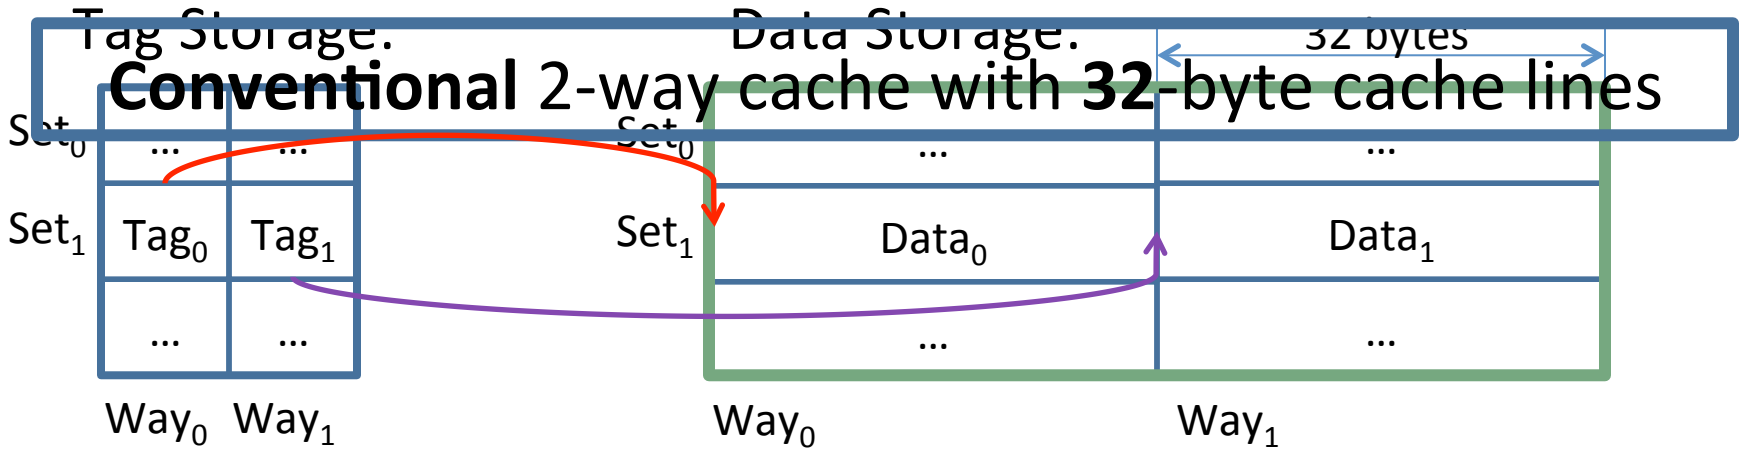 Tag Storage: Data Storage: 32 bytes
Conventional 2-way cache with 32-byte cache lines
Set0 ... ... Set0 ... ...
Set1 Tag0 Tag1 Set1 Data0 Data1
... ... ... ...
Way0 Way1 Way0 Way1